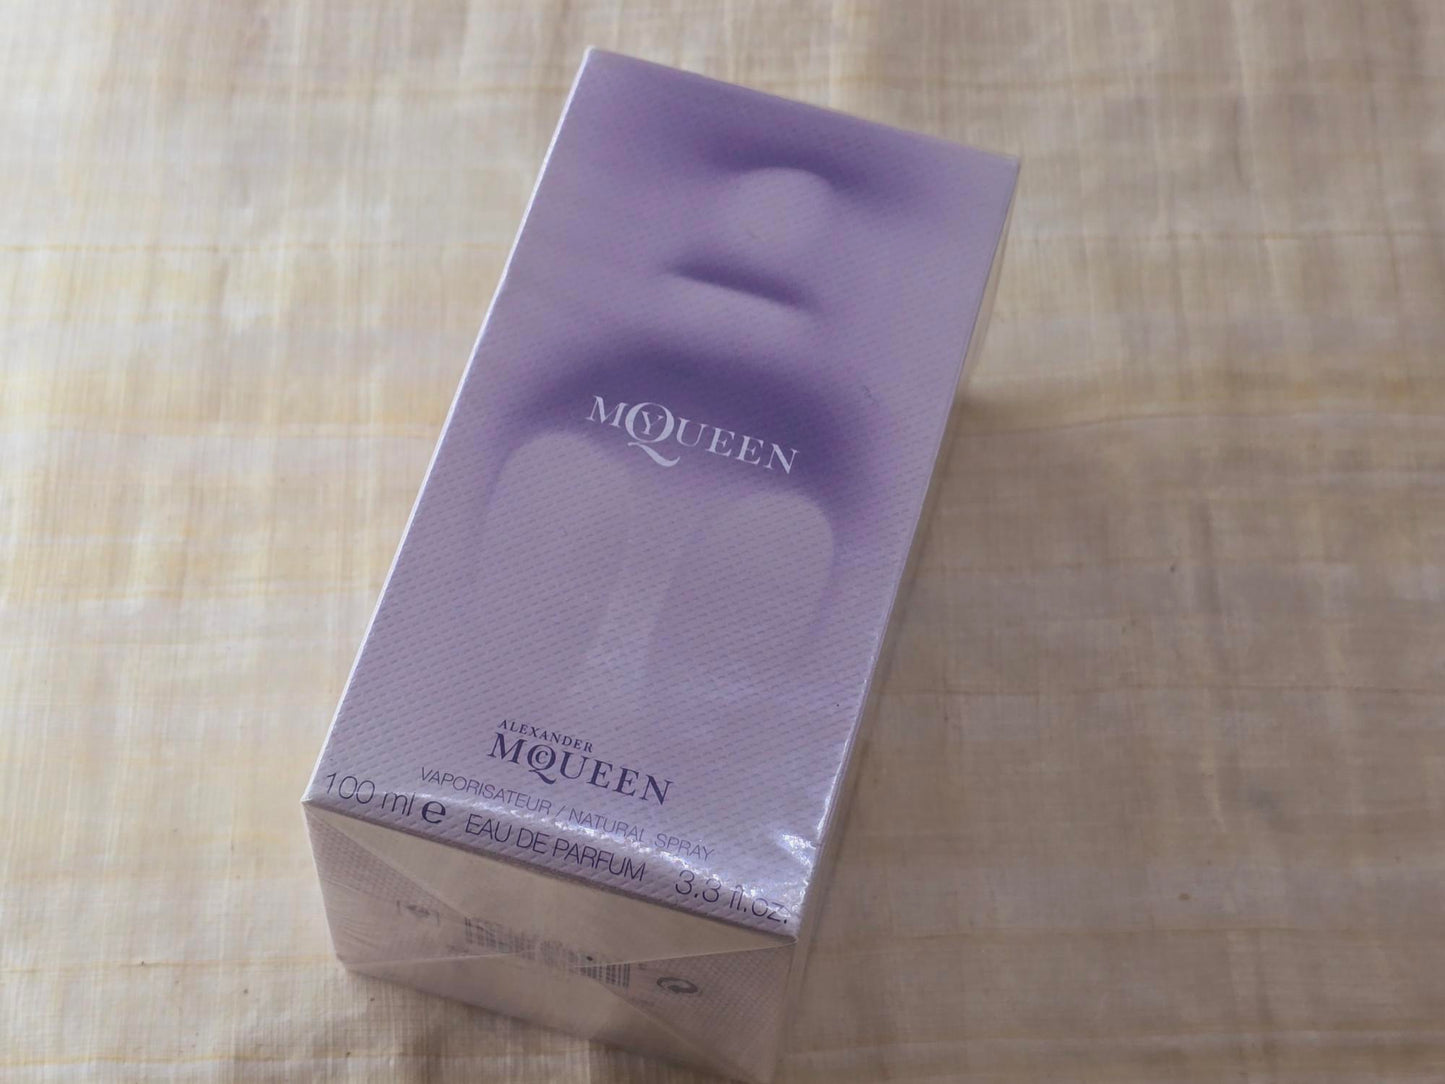 MYQUEEN
ALEXANDER
McQUEEN
VAPORISATEUR / NATURAL SPRAY
100 ml e EAU DE PARFUM 3.3 fl.oz.